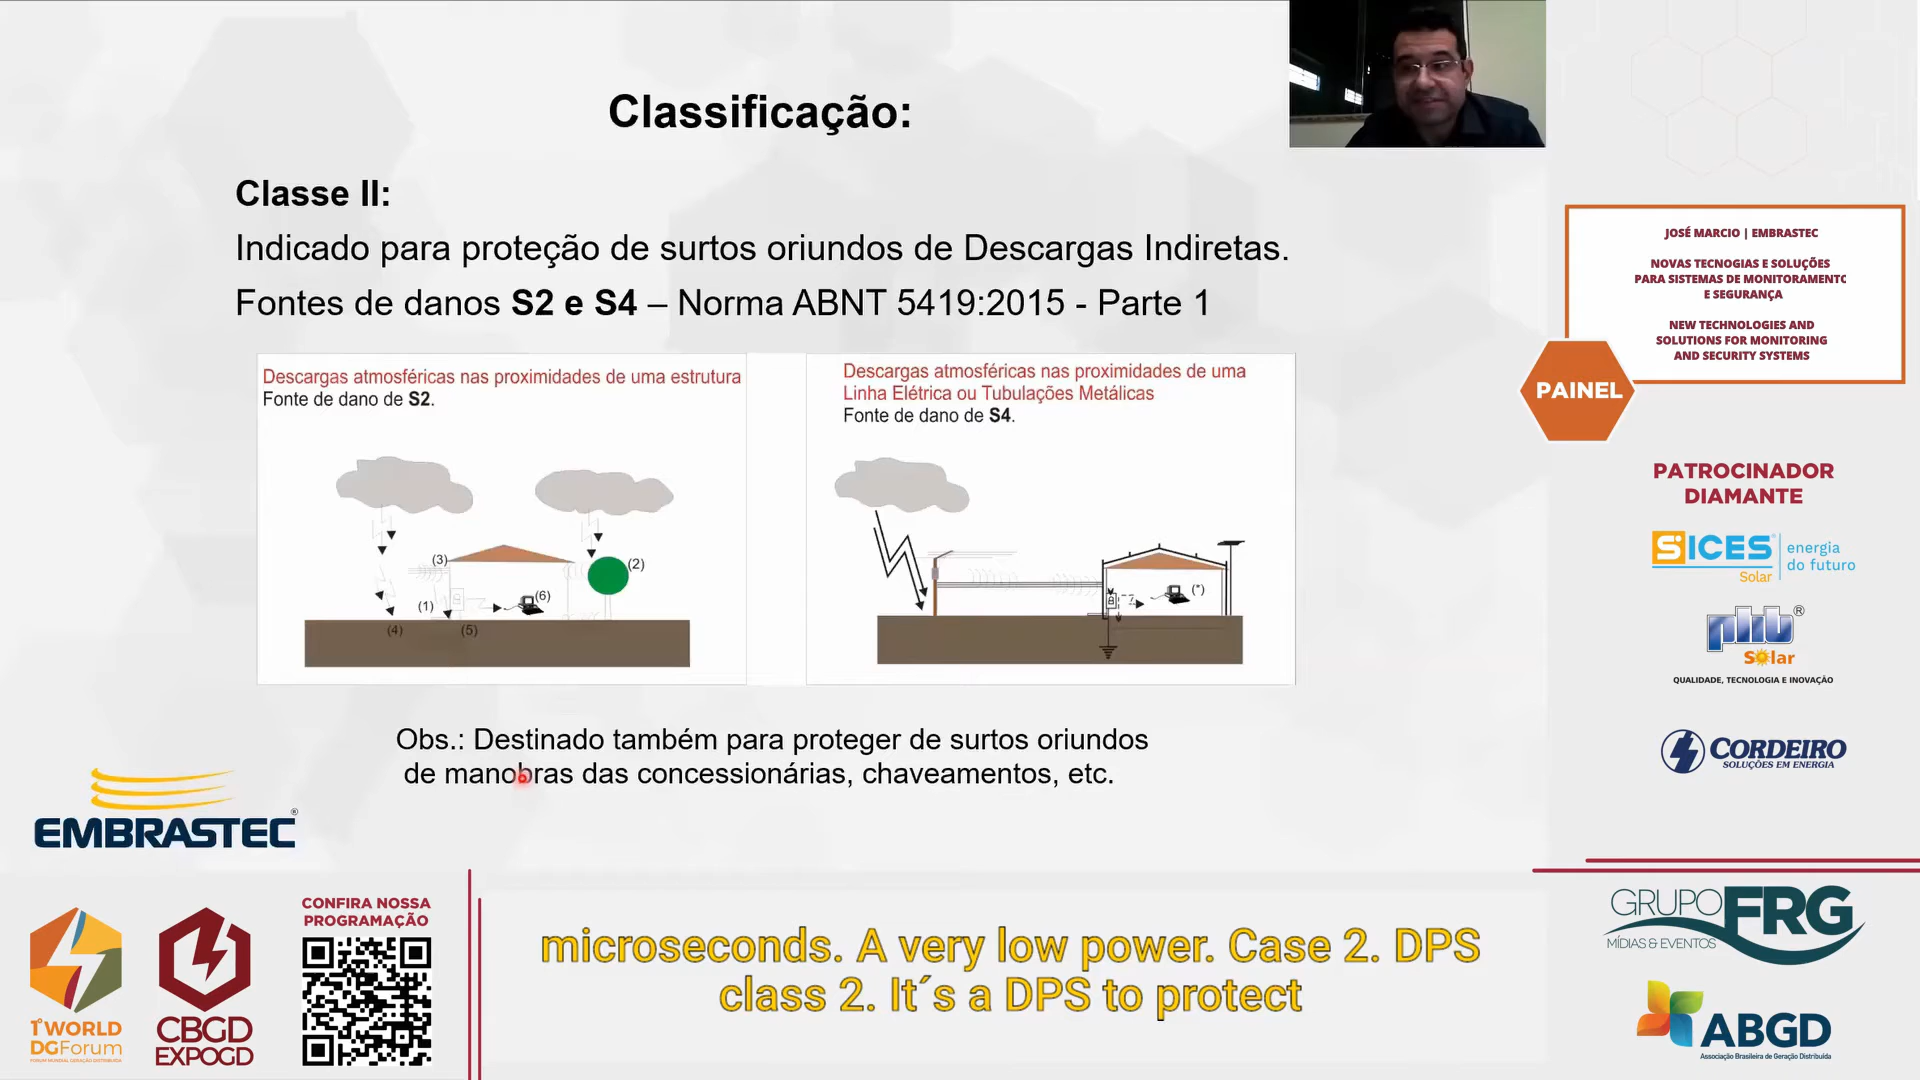 Classificação:
Classe II:
Indicado para proteção de surtos oriundos de Descargas Indiretas.
Fontes de danos S2 e S4 – Norma ABNT 5419:2015 - Parte 1
Descargas atmosféricas nas proximidades de uma estrutura
Fonte de dano de S2.
(3)
(2)
(1)
(6)
(4)
(5)
Descargas atmosféricas nas proximidades de uma
Linha Elétrica ou Tubulações Metálicas
Fonte de dano de S4.
(*)
Obs.: Destinado também para proteger de surtos oriundos
de manobras das concessionárias, chaveamentos, etc.
EMBRASTEC®
JOSÉ MARCIO | EMBRASTEC
NOVAS TECNOGIAS E SOLUÇÕES
PARA SISTEMAS DE MONITORAMENTC
E SEGURANÇA
NEW TECHNOLOGIES AND
SOLUTIONS FOR MONITORING
AND SECURITY SYSTEMS
PAINEL
PATROCINADOR
DIAMANTE
SICES
Solar
energia
do futuro
phb®
Solar
QUALIDADE, TECNOLOGIA E INOVAÇÃO
CORDEIRO
SOLUÇÕES EM ENERGIA
1º WORLD
DGForum
FORUM MUNDIAL GERAÇÃO DISTRIBUÍDA
CBGD
EXPOGD
CONFIRA NOSSA
PROGRAMAÇÃO
microseconds. A very low power. Case 2. DPS
class 2. It´s a DPS to protect
GRUPO FRG
MÍDIAS & EVENTOS
ABGD
Associação Brasileira de Geração Distribuída